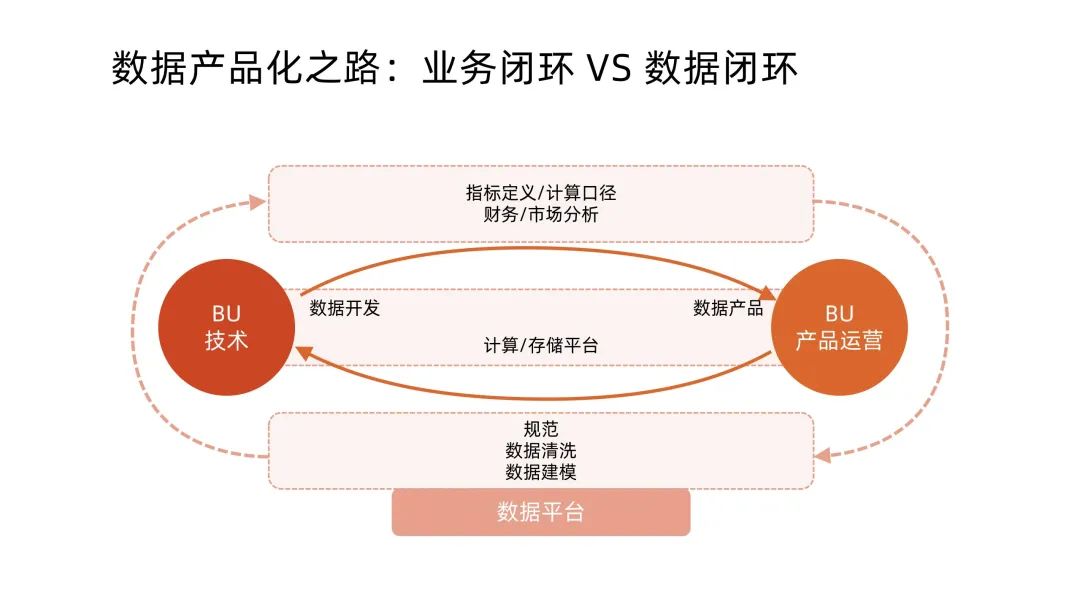 数据产品化之路：业务闭环 VS 数据闭环
指标定义/计算口径
财务/市场分析
BU
技术
数据开发
数据产品
计算/存储平台
BU
产品运营
规范
数据清洗
数据建模
数据平台